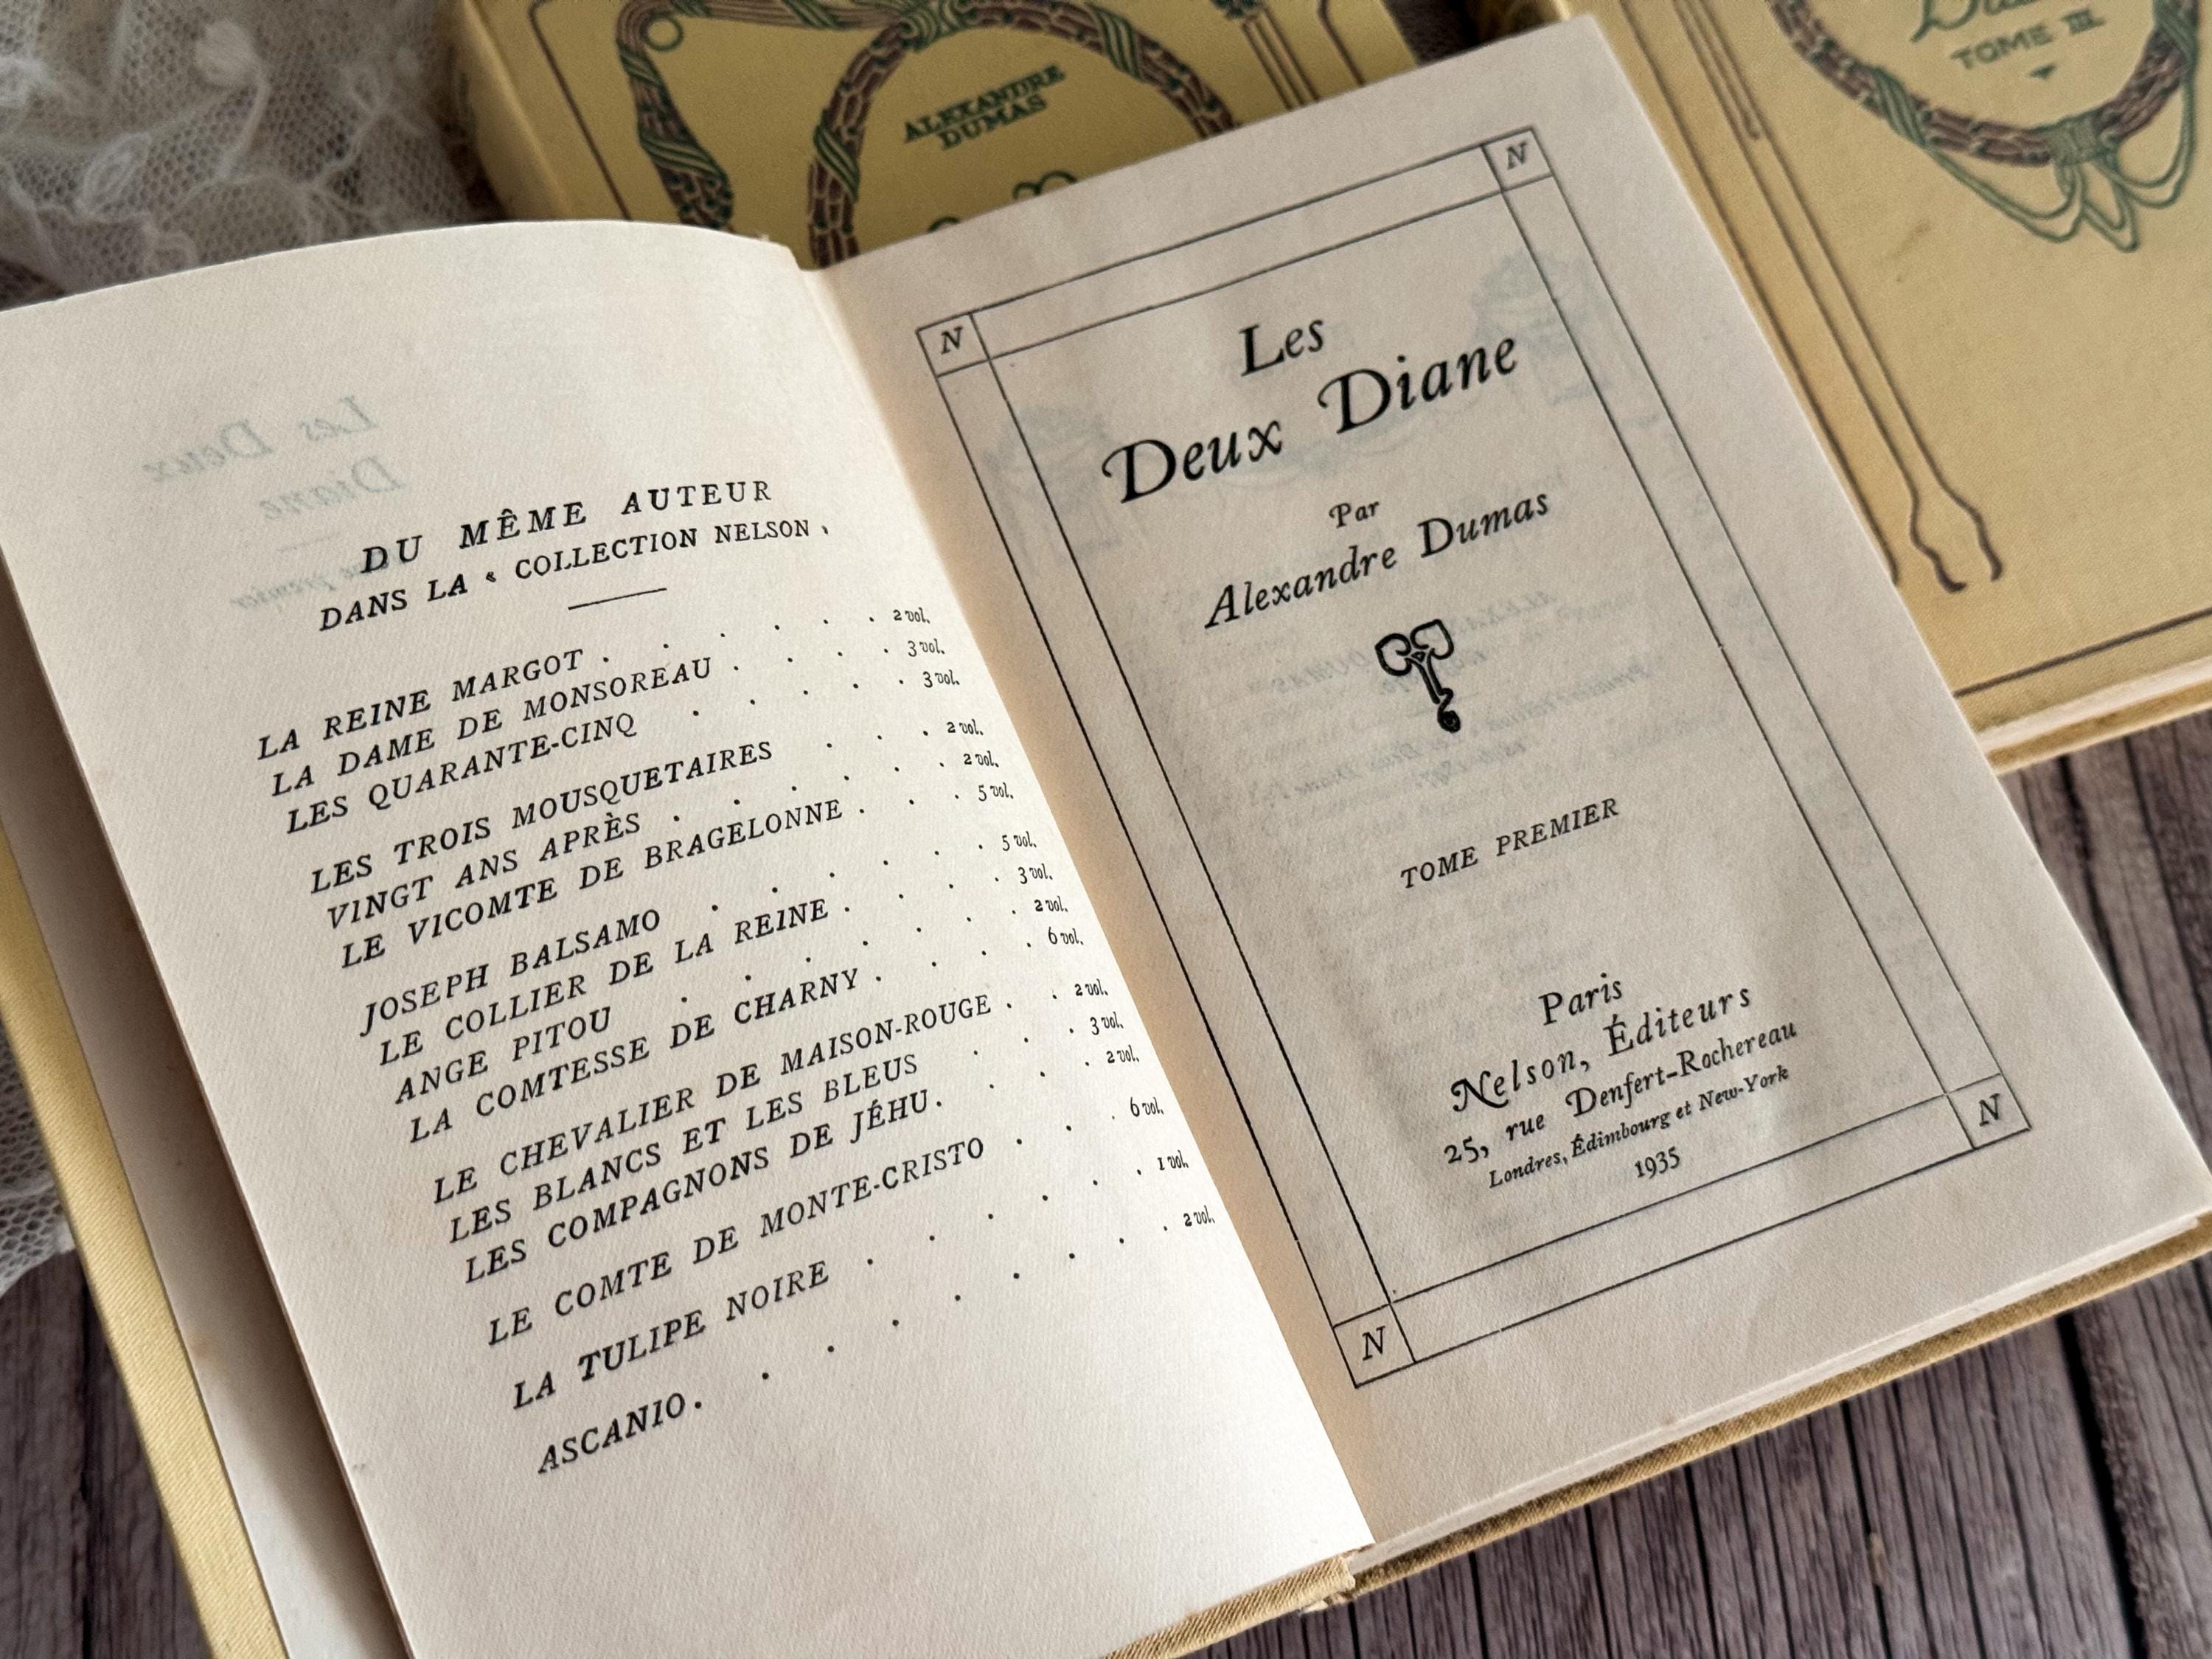 ALEXANDRE
DUMAS
TOME III
DU MÊME AUTEUR
DANS LA « COLLECTION NELSON »
LA REINE MARGOT . . . . . . 2 vol.
LA DAME DE MONSOREAU . . . . 3 vol.
LES QUARANTE-CINQ . . . . . 3 vol.
LES TROIS MOUSQUETAIRES . . . 2 vol.
VINGT ANS APRÈS . . . . . . 2 vol.
LE VICOMTE DE BRAGELONNE . . . 5 vol.
JOSEPH BALSAMO . . . . . . 5 vol.
LE COLLIER DE LA REINE . . . . 3 vol.
ANGE PITOU . . . . . . . 2 vol.
LA COMTESSE DE CHARNY . . . . 6 vol.
LE CHEVALIER DE MAISON-ROUGE . . 2 vol.
LES BLANCS ET LES BLEUS . . . 3 vol.
LES COMPAGNONS DE JÉHU . . . . 2 vol.
LE COMTE DE MONTE-CRISTO . . . 6 vol.
LA TULIPE NOIRE . . . . . . 1 vol.
ASCANIO . . . . . . . . . 2 vol.
N N
Les
Deux Diane
Par
Alexandre Dumas
TOME PREMIER
Paris
Nelson, Éditeurs
25, rue Denfert-Rochereau
Londres, Édimbourg et New-York
1935
N N